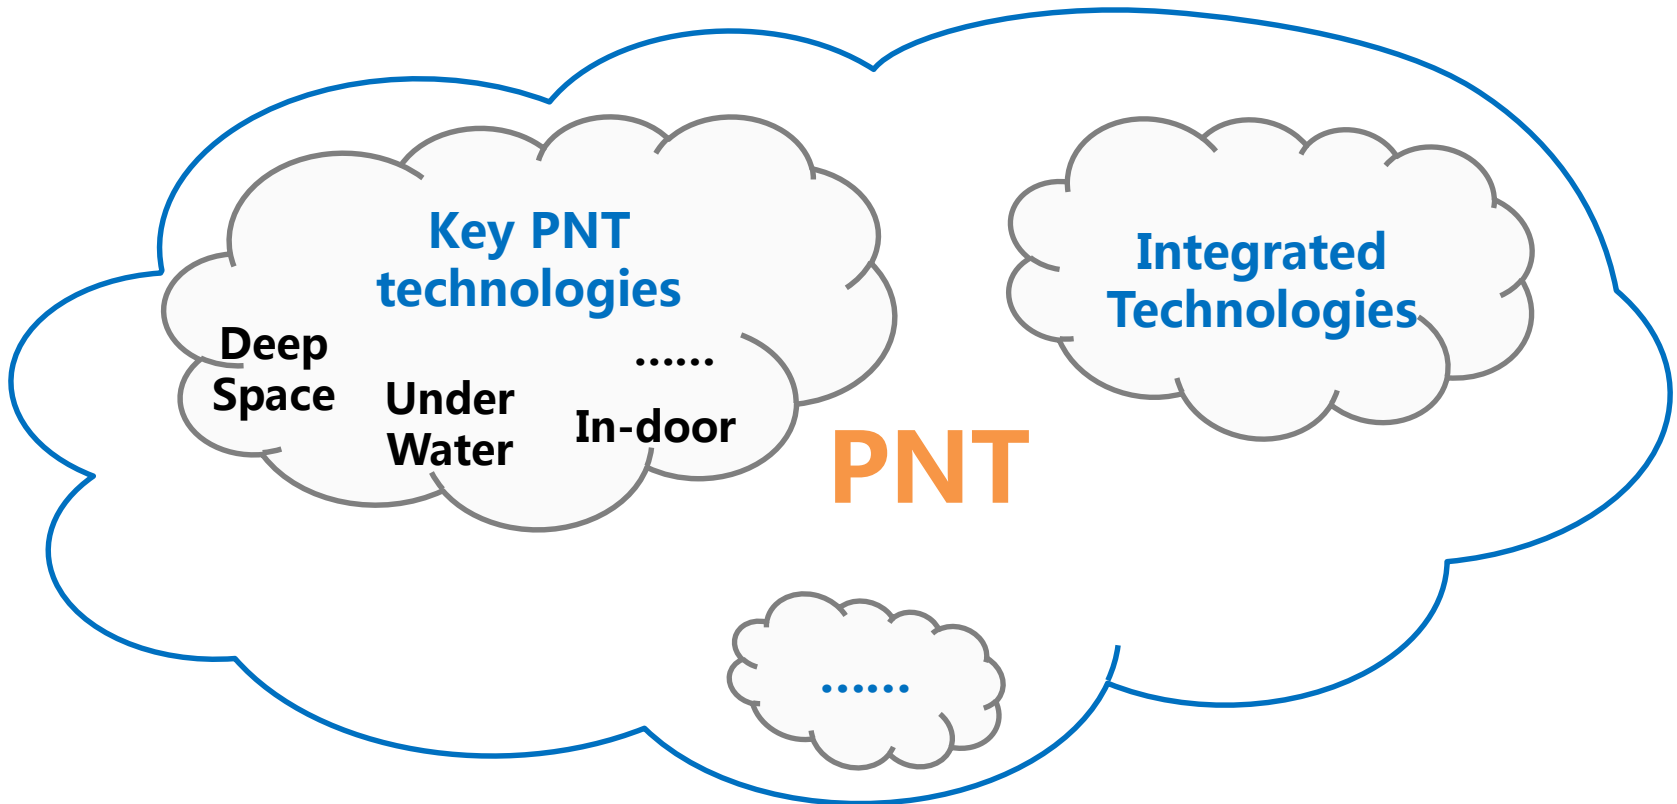 Key PNT
technologies
Deep
Space
Under
Water
......
In-door
Integrated
Technologies
PNT
......